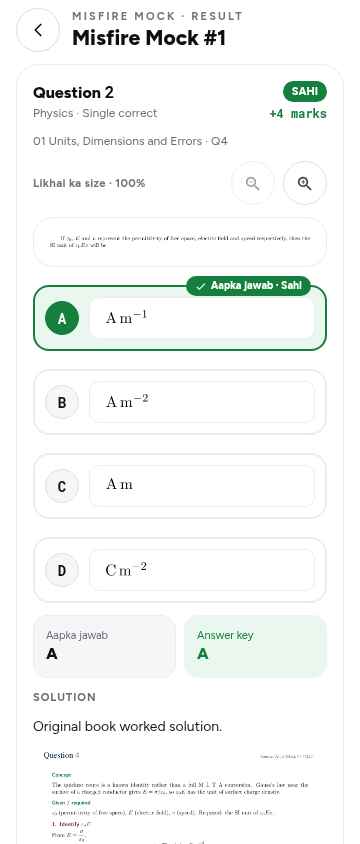 MISFIRE MOCK · RESULT
Misfire Mock #1
Question 2
SAHI
Physics · Single correct
+4 marks
01 Units, Dimensions and Errors · Q4
Likhai ka size · 100%
If ε₀, E and v represent the permittivity of free space, electric field and speed respectively, then the
SI unit of ε₀Ev will be
Aapka jawab · Sahi
A
A m⁻¹
B
A m⁻²
C
A m
D
C m⁻²
Aapka jawab
A
Answer key
A
SOLUTION
Original book worked solution.
Question 4
Concept
Given / required
1. Identify ε₀E
From E =